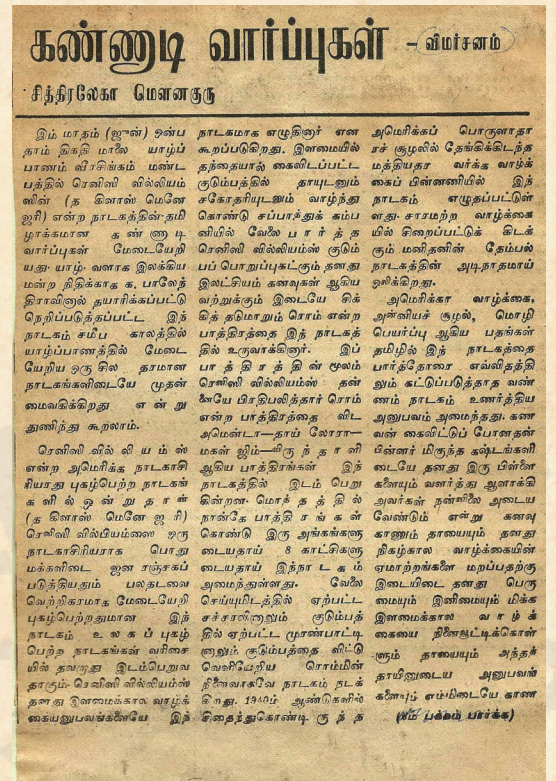 கண்ணாடி வார்ப்புகள் - விமர்சனம்
சித்திரலேகா மௌனகுரு
இம் மாதம் (ஜுன்) ஒன்ப
தாம் திகதி மாலை யாழ்ப்
பாணம் வீரசிங்கம் மண்ட
பத்தில் ரெனிஸி வில்லியம்
ஸின் (த கிளாஸ் மெனே
ஜரி) என்ற நாடகத்தின்-தமி
ழாக்கமான கண்ணாடி
வார்ப்புகள் மேடையேறி
யது. யாழ். வளாக இலக்கிய
மன்ற நிதிக்காக க. பாலேந்
திராவினால் தயாரிக்கப்பட்டு
நெறிப்படுத்தப்பட்ட இந்
நாடகம் சமீப காலத்தில்
யாழ்ப்பாணத்தில் மேடை
யேறிய ஒரு சில தரமான
நாடகங்களிடையே முதன்
மைவகிக்கிறது என்று
துணிந்து கூறலாம்.
ரெனிஸி வில்லியம்ஸ்
என்ற அமெரிக்க நாடகாசி
ரியரது புகழ்பெற்ற நாடகங்
களில் ஒன்றுதான்
(த கிளாஸ் மெனேஜரி)
ரெனிஸி வில்லியம்ஸை ஒரு
நாடகாசிரியராக பொது
மக்களிடை ஜனரஞ்சகப்
படுத்தியதும் பலதடவை
வெற்றிகரமாக மேடையேறி
புகழ்பெற்றதுமான இந்
நாடகம் உலகப்புகழ்
பெற்ற நாடகங்கள் வரிசை
யில் தவறாது இடம்பெறுவ
தாகும். ரெனிஸி வில்லியம்ஸ்
தனது இளமைக்கால வாழ்க்
கையனுபவங்களையே இந்
நாடகமாக எழுதினார் என
கூறப்படுகிறது. இளமையில்
தந்தையால் கைவிடப்பட்ட
குடும்பத்தில் தாயுடனும்
சகோதரியுடனும் வாழ்ந்து
கொண்டு சப்பாத்துக் கம்ப
னியில் வேலை பார்த்த
ரெனிஸி வில்லியம்ஸ் குடும்
பப் பொறுப்புகட்கும் தனது
இலட்சியம் கனவுகள் ஆகிய
வற்றுக்கும் இடையே சிக்
கித் தடுமாறும் ரொம் என்ற
பாத்திரத்தை இந் நாடகத்
தில் உருவாக்கினார். இப்
பாத்திரத்தின் மூலம்
ரெனிஸி வில்லியம்ஸ் தன்
னையே பிரதிபலித்தார் ரொம்
என்ற பாத்திரத்தை விட
அமென்டா—தாய் லோரா—
மகள் ஜிம்—விருந்தாளி
ஆகிய பாத்திரங்கள் இந்
நாடகத்தில் இடம் பெறு
கின்றன. மொத்தத்தில்
நான்கே பாத்திரங்கள்
கொண்டு இரு அங்கங்களு
டையதாய் 8 காட்சிகளு
டையதாய் இந்நாடகம்
அமைந்துள்ளது. வேலை
செய்யுமிடத்தில் ஏற்பட்ட
சச்சரவினாலும் குடும்பத்
தில் ஏற்பட்ட முரண்பாட்டி
னாலும் குடும்பத்தை விட்டு
வெளியேறிய ரொம்மின்
நினைவாகவே நாடகம் நடக்
கிறது. 1940ம் ஆண்டுகளில்
சிதைந்துகொண்டிருந்த
அமெரிக்கப் பொருளாதா
ரச் சூழலில் தேங்கிக்கிடந்த
மத்தியதர வர்க்க வாழ்க்
கைப் பின்னணியில் இந்
நாடகம் எழுதப்பட்டுள்
ளது. சாரமற்ற வாழ்க்கை
யில் சிறைப்பட்டுக் கிடக்
கும் மனிதனின் தேம்பல்
நாடகத்தின் அடிநாதமாய்
ஒலிக்கிறது.
அமெரிக்கா வாழ்க்கை,
அன்னியச் சூழல், மொழி
பெயர்ப்பு ஆகிய பதங்கள்
தமிழில் இந் நாடகத்தை
பார்த்தோரை எவ்விதத்தி
லும் கட்டுப்படுத்தாத வண்
ணம் நாடகம் உணர்த்திய
அனுபவம் அமைந்தது. கண
வன் கைவிட்டுப் போனதன்
பின்னர் மிகுந்த கஷ்டங்களி
டையே தனது இரு பிள்ளை
களையும் வளர்த்து ஆளாக்கி
அவர்கள் நன்னிலை அடைய
வேண்டும் என்று கனவு
காணும் தாயையும் தனது
நிகழ்கால வாழ்க்கையின்
ஏமாற்றங்களை மறப்பதற்கு
இடையிடை தனது பெரு
மையும் இனிமையும் மிக்க
இளமைக்கால வாழ்க்
கையை நினைவூட்டிக்கொள்
ளும் தாயையும் அந்தத்
தாயினுடைய அனுபவங்
களையும் எம்மிடையே காண
பக்கம் பார்க்க)